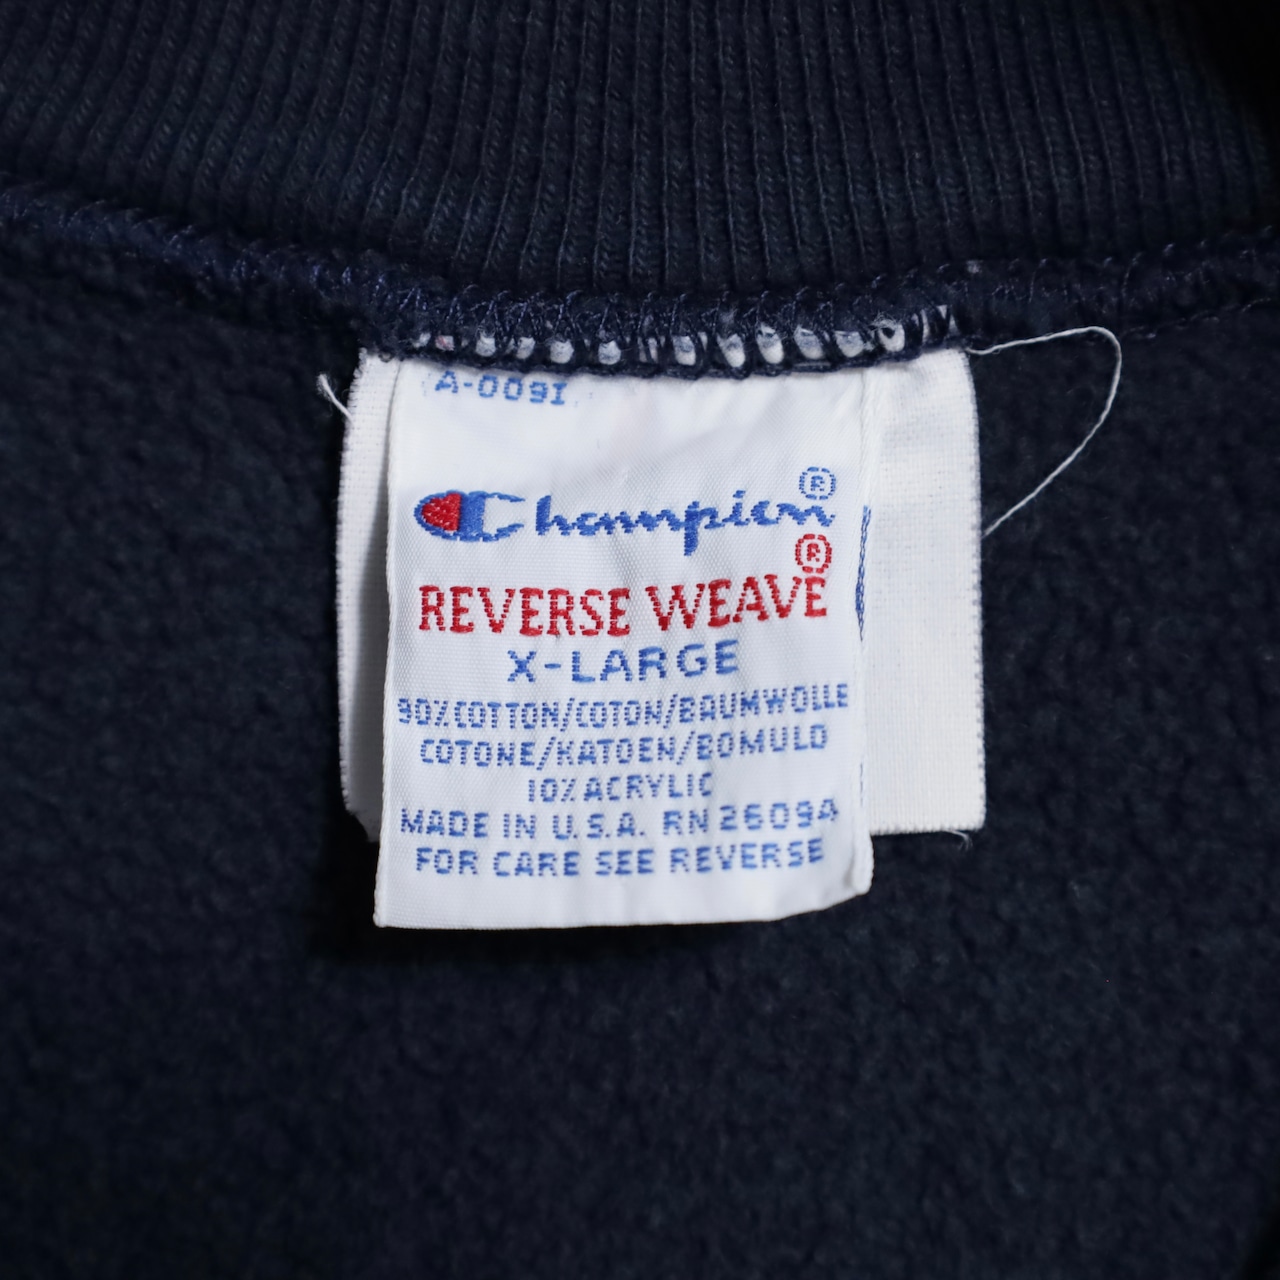 A-009I
Champion®
REVERSE WEAVE®
X-LARGE
90% COTTON/COTON/BAUMWOLLE
COTONE/KATOEN/BOMULD
10% ACRYLIC
MADE IN U.S.A. RN 26094
FOR CARE SEE REVERSE